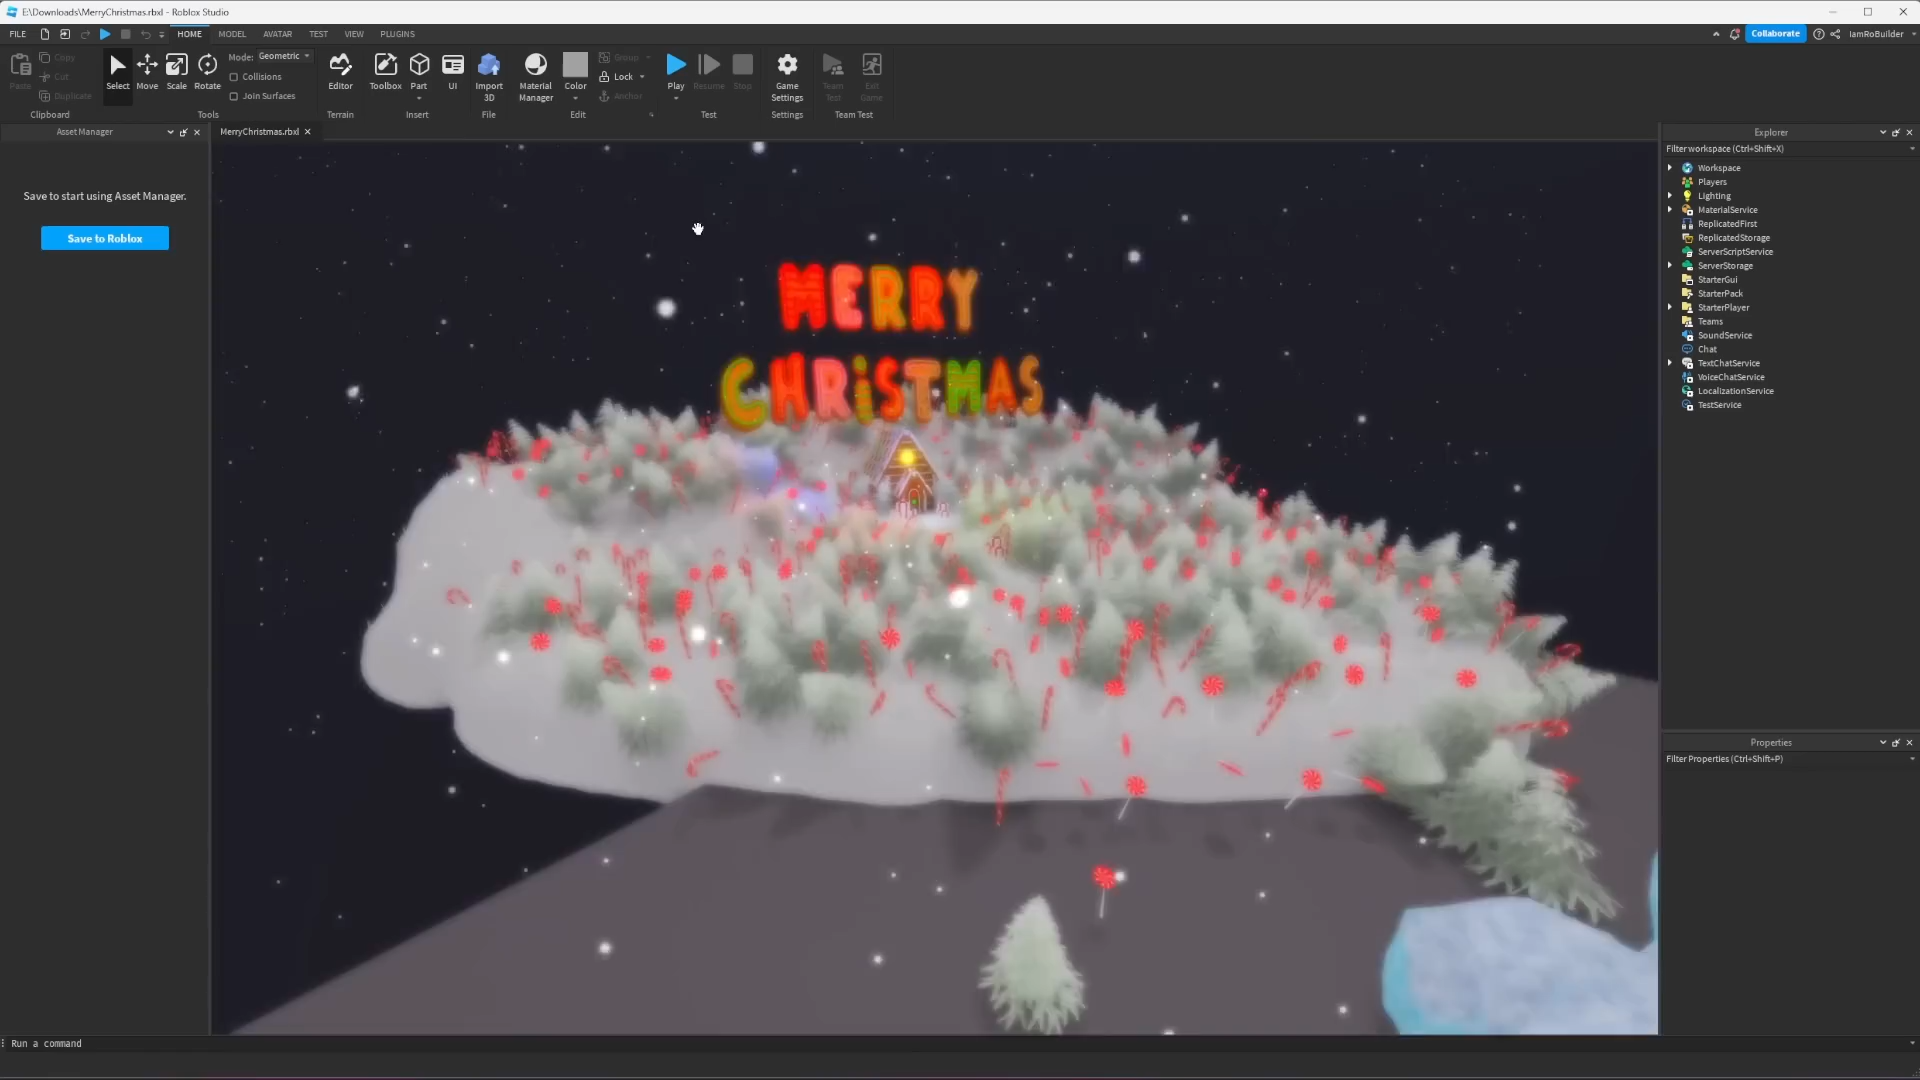 E:\Downloads\MerryChristmas.rbxl - Roblox Studio
FILE HOME MODEL AVATAR TEST VIEW PLUGINS Collaborate IamRoBuilder
Paste Copy Cut Duplicate Clipboard
Select Move Scale Rotate Mode: Geometric Collisions Join Surfaces Tools
Editor Terrain
Toolbox Part UI Insert
Import 3D File
Material Manager Color Group Lock Anchor Edit
Play Resume Stop Test
Game Settings Settings
Team Test Exit Game Team Test
Asset Manager
Save to start using Asset Manager.
Save to Roblox
MerryChristmas.rbxl
MERRY
CHRiSTMAS
Explorer
Filter workspace (Ctrl+Shift+X)
Workspace
Players
Lighting
MaterialService
ReplicatedFirst
ReplicatedStorage
ServerScriptService
ServerStorage
StarterGui
StarterPack
StarterPlayer
Teams
SoundService
Chat
TextChatService
VoiceChatService
LocalizationService
TestService
Properties
Filter Properties (Ctrl+Shift+P)
Run a command